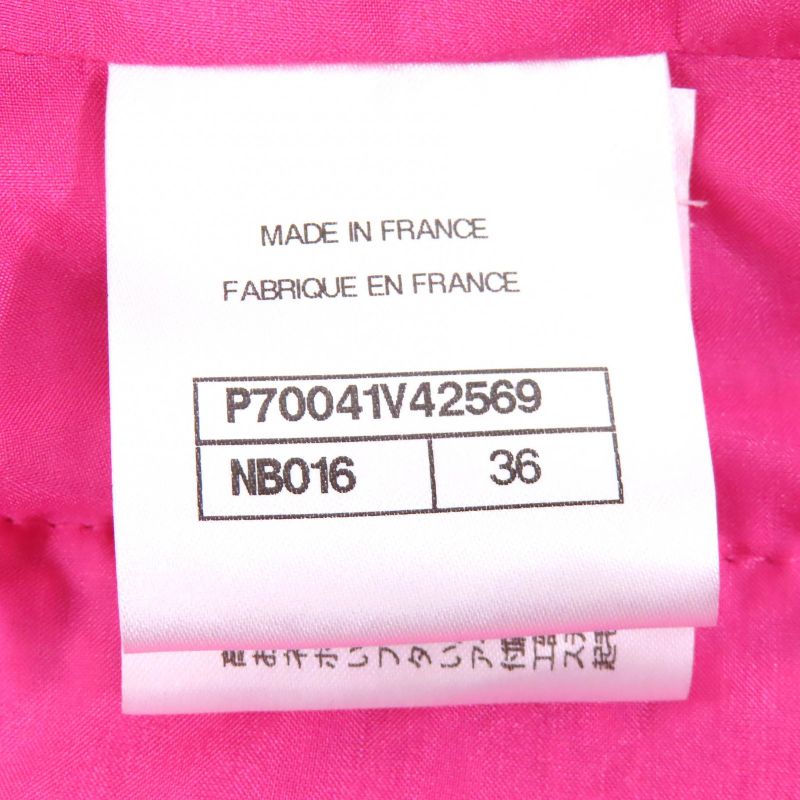 MADE IN FRANCE
FABRIQUE EN FRANCE
P70041V42569
NB016 36